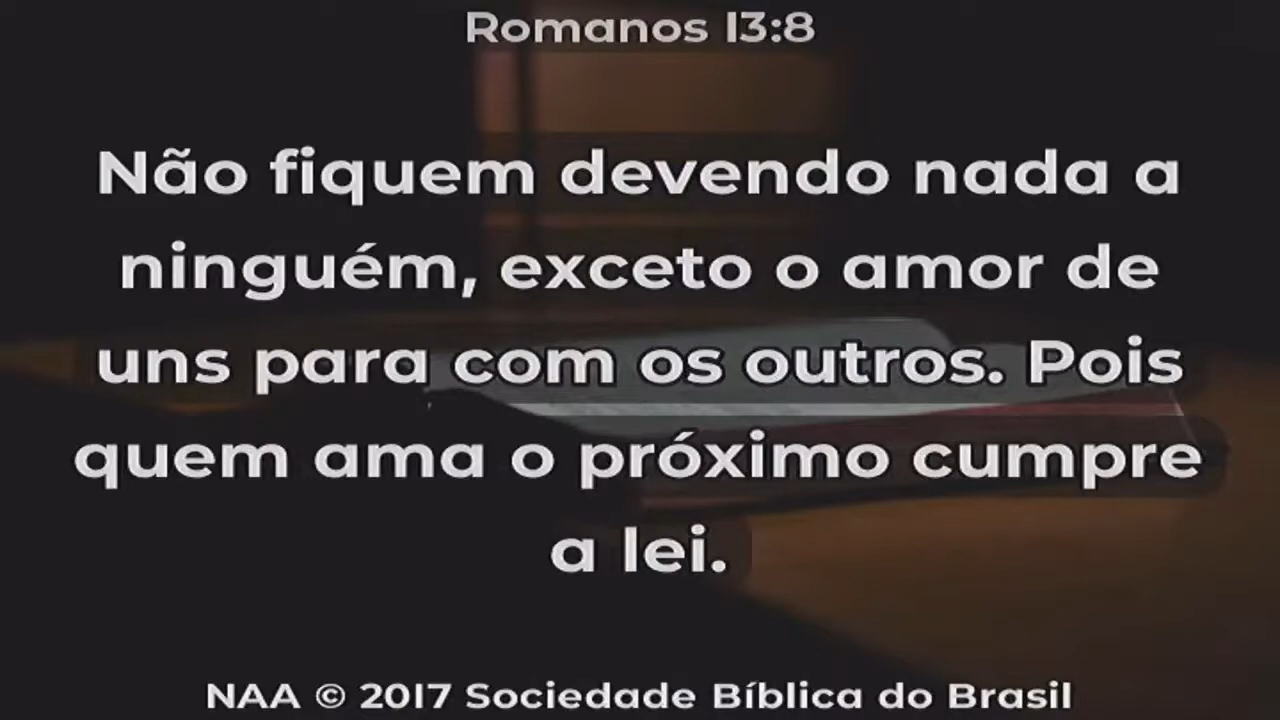 Romanos 13:8
Não fiquem devendo nada a
ninguém, exceto o amor de
uns para com os outros. Pois
quem ama o próximo cumpre
a lei.
NAA © 2017 Sociedade Bíblica do Brasil